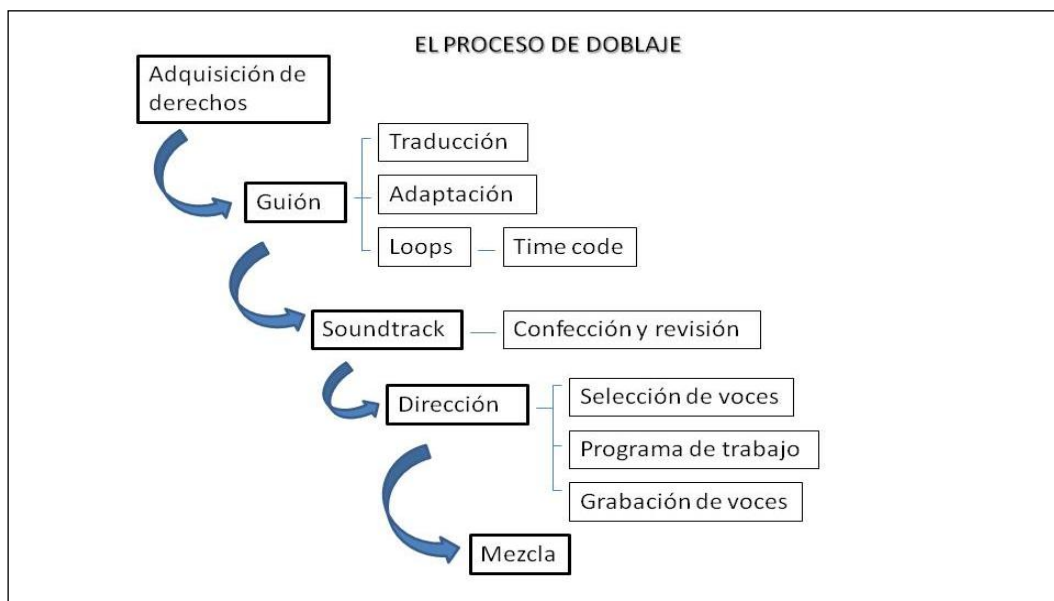 EL PROCESO DE DOBLAJE
Adquisición de
derechos
Traducción
Guión
Adaptación
Loops
Time code
Soundtrack
Confección y revisión
Dirección
Selección de voces
Programa de trabajo
Grabación de voces
Mezcla